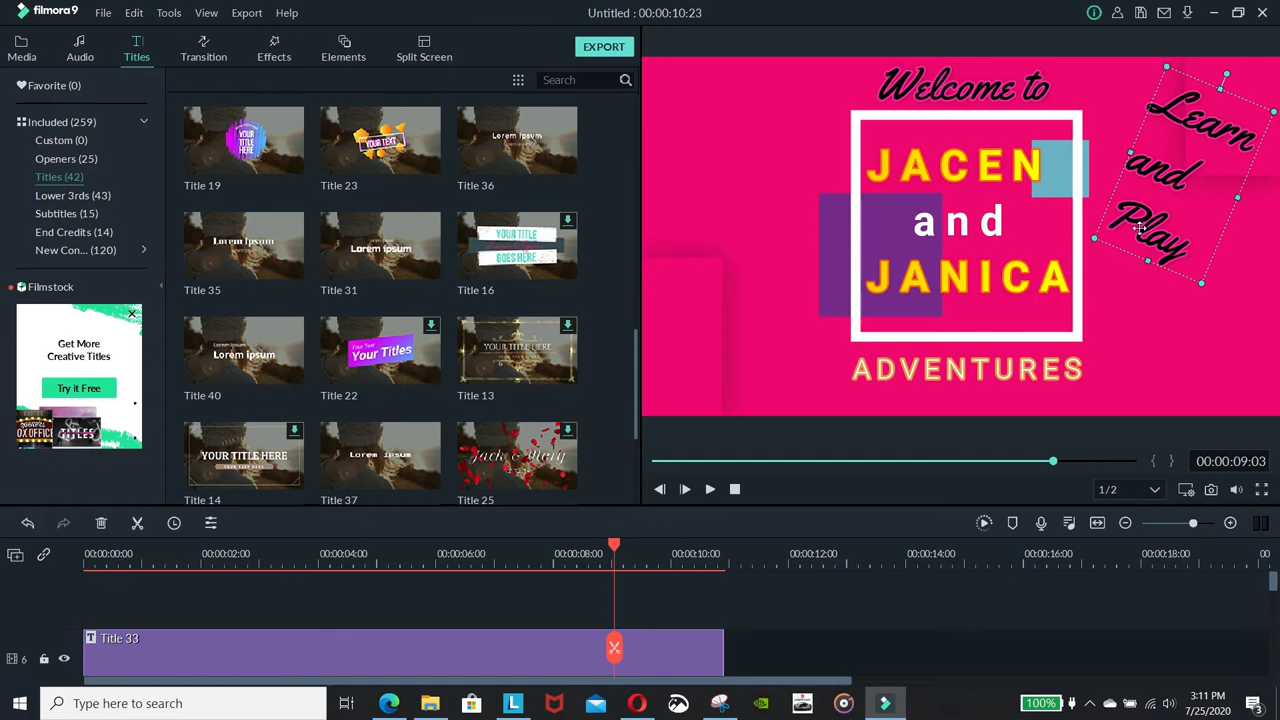 filmora9
File Edit Tools View Export Help
Untitled : 00:00:10:23
Media Audio Titles Transition Effects Elements Split Screen
EXPORT
Favorite (0)
Included (259)
Custom (0)
Openers (25)
Titles (42)
Lower 3rds (43)
Subtitles (15)
End Credits (14)
New Con... (120)
Filmstock
Get More
Creative Titles
Try it Free
TITLES
Search
YOUR
TITLE
HERE
YOUR TEXT
Lorem ipsum
Title 19 Title 23 Title 36
Lorem ipsum
Lorem ipsum
YOUR TITLE
GOES HERE
Title 35 Title 31 Title 16
Lorem ipsum
Your Text
Your Titles
YOUR TITLE HERE
Title 40 Title 22 Title 13
YOUR TITLE HERE
Lorem ipsum
Jack & Mary
Title 14 Title 37 Title 25
Welcome to
JACEN
and
JANICA
ADVENTURES
Learn
and
Play
00:00:09:03
1/2
00:00:00:00 00:00:02:00 00:00:04:00 00:00:06:00 00:00:08:00 00:00:10:00 00:00:12:00 00:00:14:00 00:00:16:00 00:00:18:00 00
T Title 33
6
Type here to search
100%
3:11 PM
7/25/2020
3